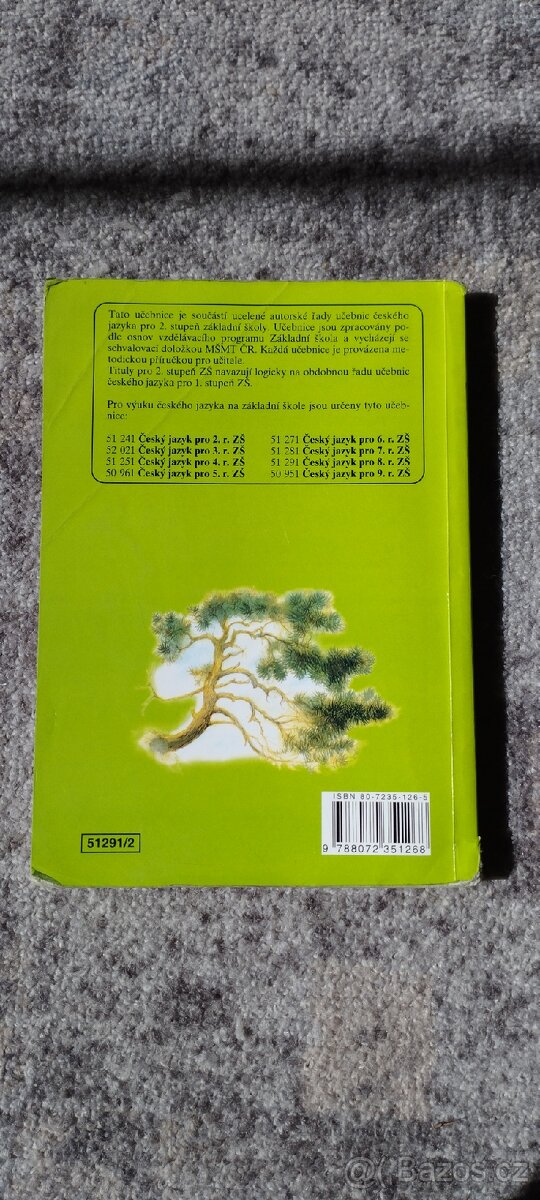 Tato učebnice je součástí ucelené autorské řady učebnic českého
jazyka pro 2. stupeň základní školy. Učebnice jsou zpracovány po-
dle osnov vzdělávacího programu Základní škola a vycházejí se
schvalovací doložkou MŠMT ČR. Každá učebnice je provázena me-
todickou příručkou pro učitele.
Tituly pro 2. stupeň ZŠ navazují logicky na obdobnou řadu učebnic
českého jazyka pro 1. stupeň ZŠ.
Pro výuku českého jazyka na základní škole jsou určeny tyto učeb-
nice:
51 241 Český jazyk pro 2. r. ZŠ 51 271 Český jazyk pro 6. r. ZŠ
52 021 Český jazyk pro 3. r. ZŠ 51 281 Český jazyk pro 7. r. ZŠ
51 251 Český jazyk pro 4. r. ZŠ 51 291 Český jazyk pro 8. r. ZŠ
50 961 Český jazyk pro 5. r. ZŠ 50 951 Český jazyk pro 9. r. ZŠ
ISBN 80-7235-126-5
9 788072 351268
51291/2
Bazos.cz